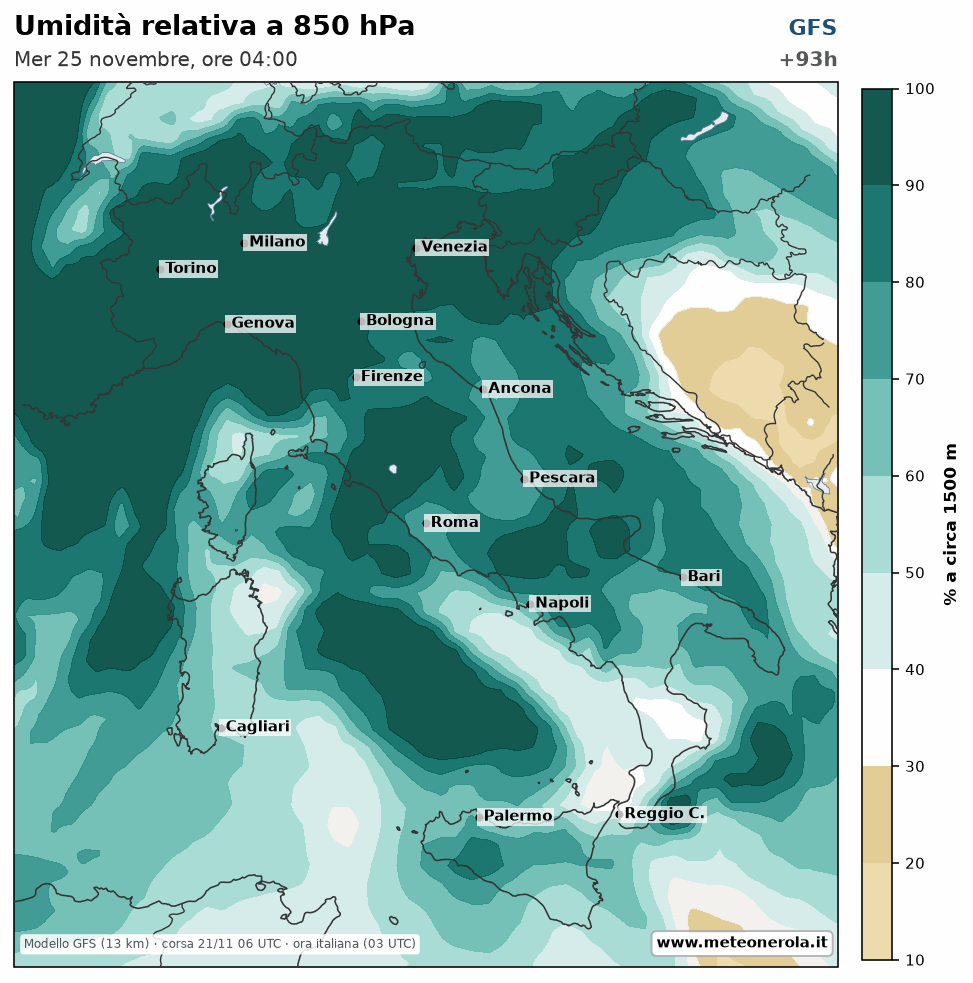 Umidità relativa a 850 hPa
GFS
Mer 25 novembre, ore 04:00
+93h
Milano
Venezia
Torino
Genova
Bologna
Firenze
Ancona
Pescara
Roma
Bari
Napoli
Cagliari
Palermo
Reggio C.
100
90
80
70
60
50
40
30
20
10
% a circa 1500 m
Modello GFS (13 km) · corsa 21/11 06 UTC · ora italiana (03 UTC)
www.meteonerola.it